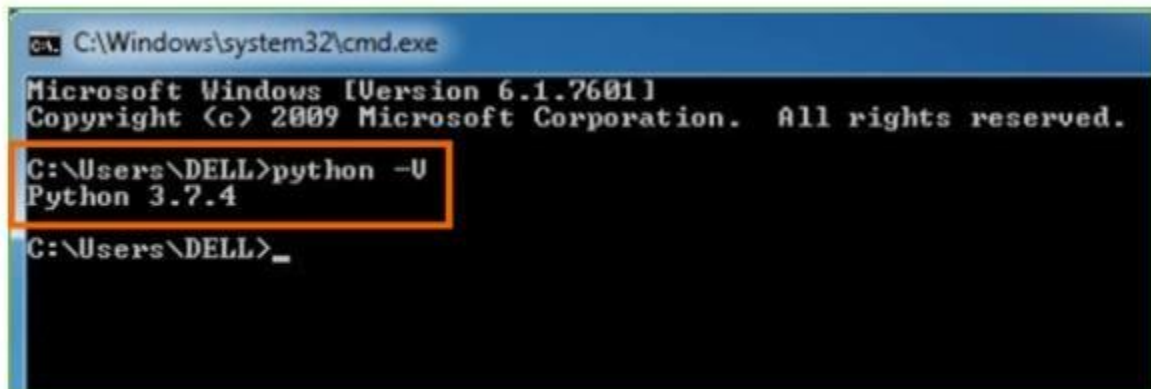 C:\Windows\system32\cmd.exe
Microsoft Windows [Version 6.1.7601]
Copyright (c) 2009 Microsoft Corporation.  All rights reserved.
C:\Users\DELL>python -V
Python 3.7.4
C:\Users\DELL>_